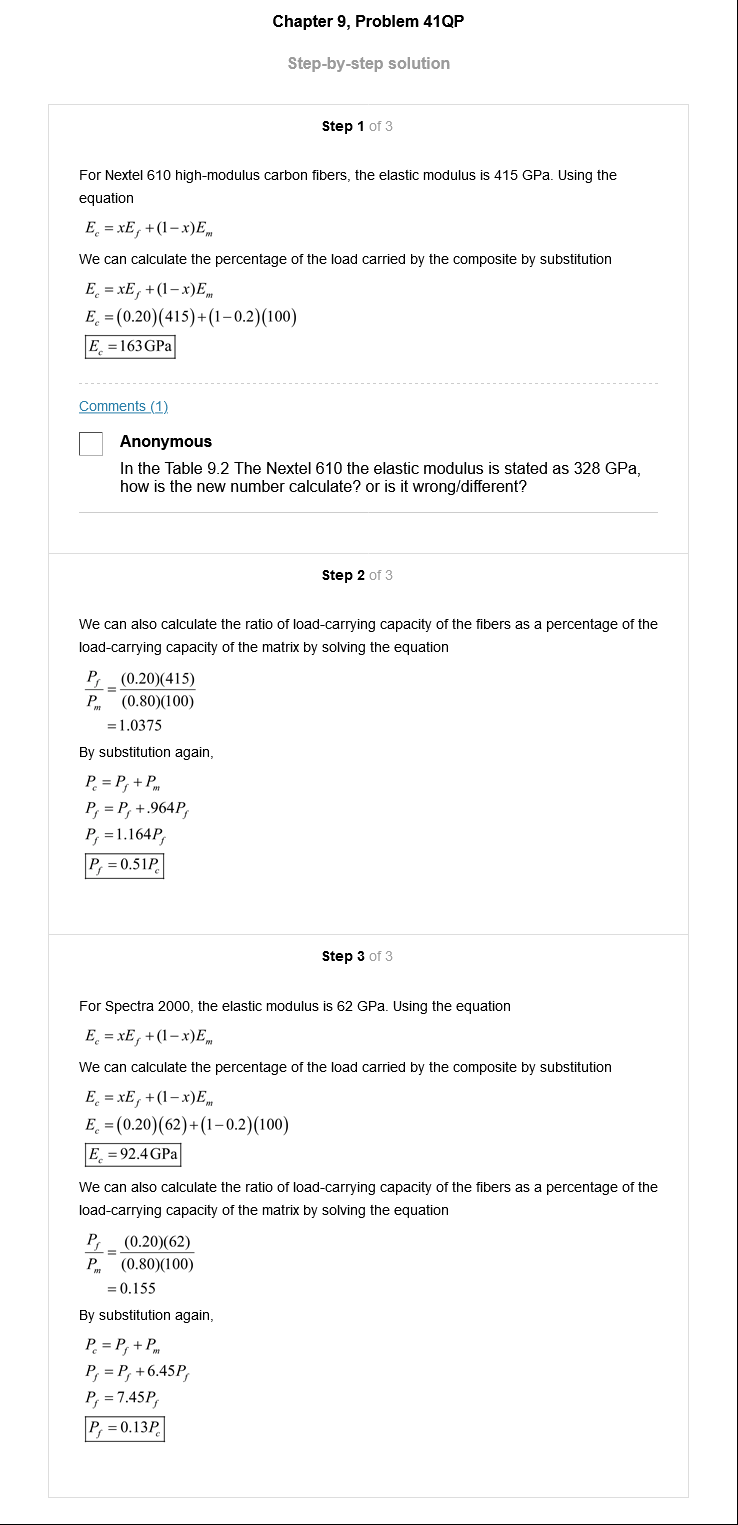 Chapter 9, Problem 41QP
Step-by-step solution
Step 1 of 3
For Nextel 610 high-modulus carbon fibers, the elastic modulus is 415 GPa. Using the
equation
E_c = xE_f + (1 − x)E_m
We can calculate the percentage of the load carried by the composite by substitution
E_c = xE_f + (1 − x)E_m
E_c = (0.20)(415) + (1 − 0.2)(100)
E_c = 163 GPa
Comments (1)
Anonymous
In the Table 9.2 The Nextel 610 the elastic modulus is stated as 328 GPa,
how is the new number calculate? or is it wrong/different?
Step 2 of 3
We can also calculate the ratio of load-carrying capacity of the fibers as a percentage of the
load-carrying capacity of the matrix by solving the equation
P_f / P_m = (0.20)(415) / (0.80)(100)
= 1.0375
By substitution again,
P_c = P_f + P_m
P_f = P_f + .964P_f
P_f = 1.164P_f
P_f = 0.51P_c
Step 3 of 3
For Spectra 2000, the elastic modulus is 62 GPa. Using the equation
E_c = xE_f + (1 − x)E_m
We can calculate the percentage of the load carried by the composite by substitution
E_c = xE_f + (1 − x)E_m
E_c = (0.20)(62) + (1 − 0.2)(100)
E_c = 92.4 GPa
We can also calculate the ratio of load-carrying capacity of the fibers as a percentage of the
load-carrying capacity of the matrix by solving the equation
P_f / P_m = (0.20)(62) / (0.80)(100)
= 0.155
By substitution again,
P_c = P_f + P_m
P_f = P_f + 6.45P_f
P_f = 7.45P_f
P_f = 0.13P_c